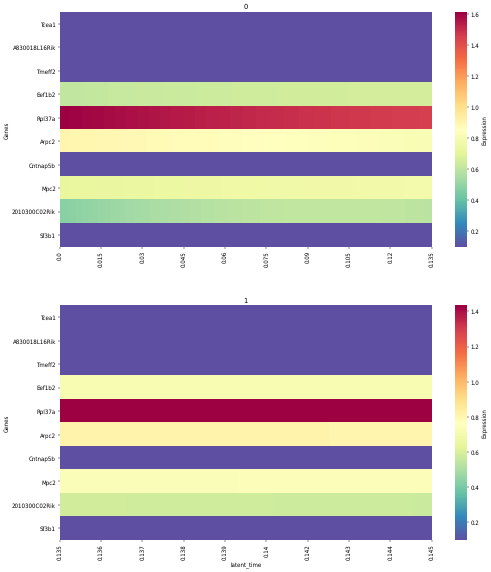 0
Tcea1
A830018L16Rik
Tmeff2
Eef1b2
Rpl37a
Arpc2
Cntnap5b
Mpc2
2010300C02Rik
Sf3b1
Genes
0.0 0.015 0.03 0.045 0.06 0.075 0.09 0.105 0.12 0.135
1.6
1.4
1.2
1.0
0.8
0.6
0.4
0.2
Expression
1
Tcea1
A830018L16Rik
Tmeff2
Eef1b2
Rpl37a
Arpc2
Cntnap5b
Mpc2
2010300C02Rik
Sf3b1
Genes
0.135 0.136 0.137 0.138 0.139 0.14 0.142 0.143 0.144 0.145
latent_time
1.4
1.2
1.0
0.8
0.6
0.4
0.2
Expression